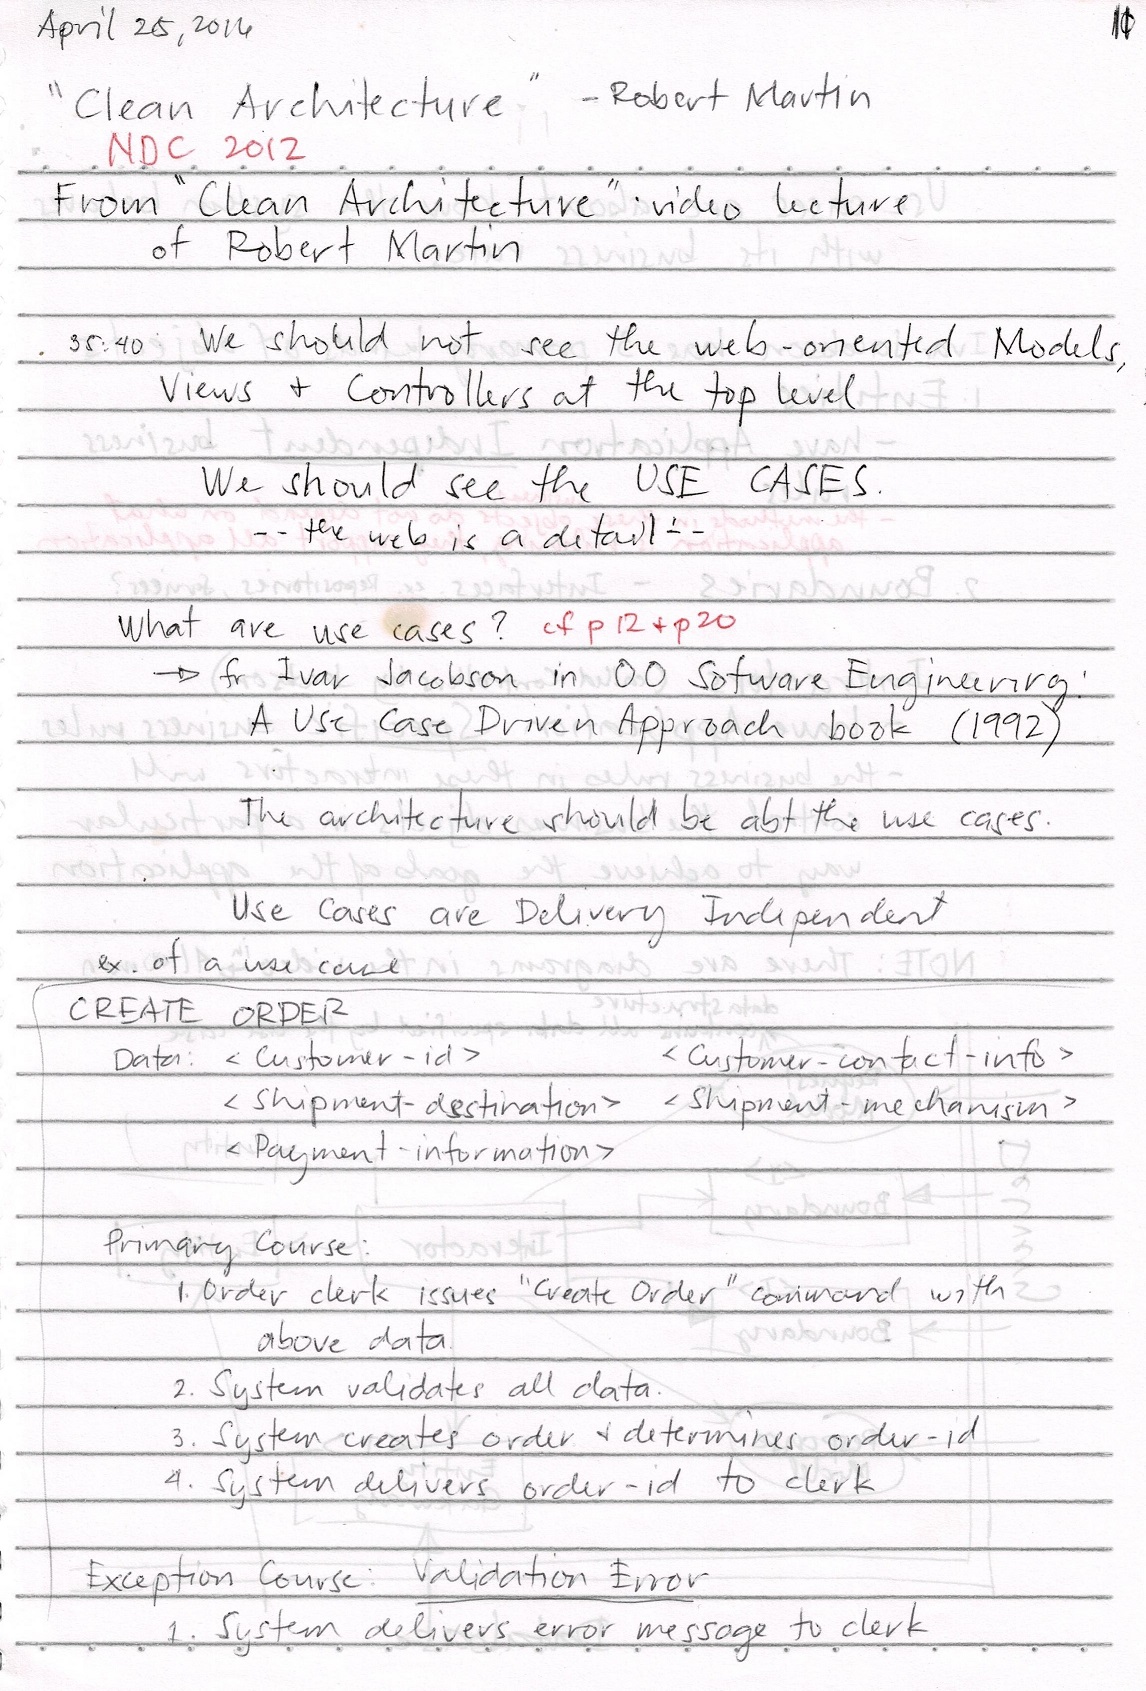 April 25, 2014
"Clean Architecture" - Robert Martin
NDC 2012
From "Clean Architecture" video lecture
of Robert Martin
35:40 We should not see the web-oriented Models,
Views + Controllers at the top level
We should see the USE CASES.
-- the web is a detail! --
What are use cases? cf p12 + p20
→ fr Ivar Jacobson in OO Software Engineering:
A Use Case Driven Approach book (1992)
The architecture should be abt the use cases.
Use Cases are Delivery Independent
ex. of a use case
CREATE ORDER
Data: <Customer-id> <Customer-contact-info>
<Shipment-destination> <Shipment-mechanism>
<Payment-information>
Primary Course:
1. Order clerk issues "Create Order" command with
above data.
2. System validates all data.
3. System creates order + determines order-id
4. System delivers order-id to clerk
Exception Course: Validation Error
1. System delivers error message to clerk